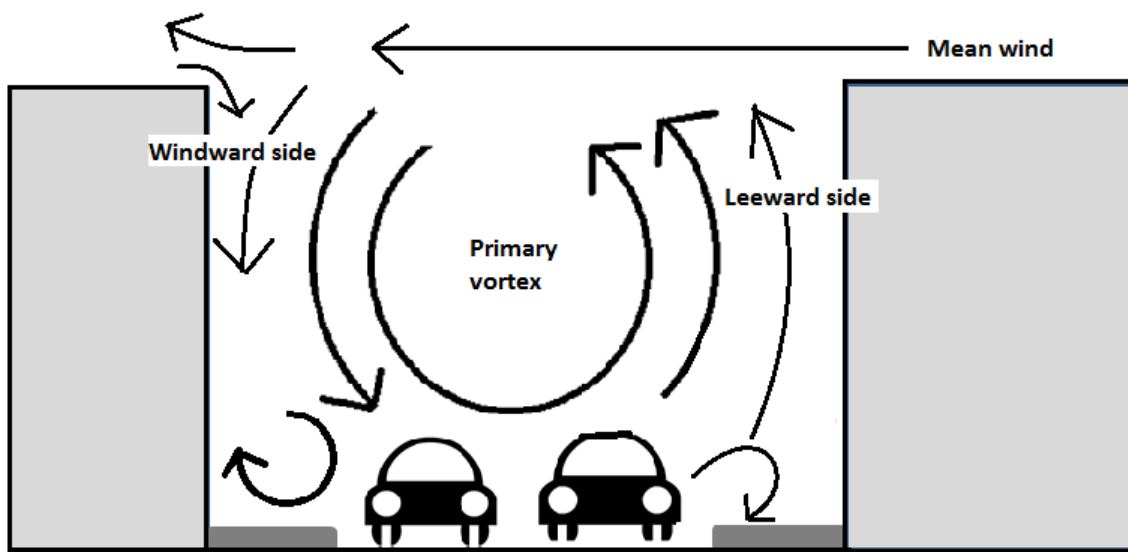 Mean wind
Windward side
Leeward side
Primary
vortex